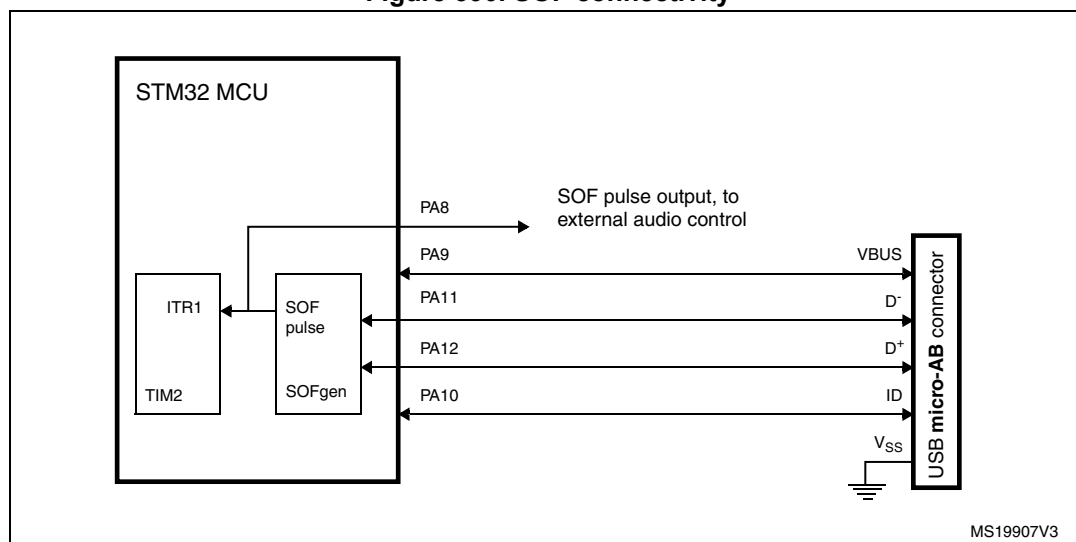 STM32 MCU
PA8
SOF pulse output, to
external audio control
PA9
VBUS
ITR1
SOF
pulse
PA11
D-
PA12
D+
TIM2
SOFgen
PA10
ID
VSS
USB micro-AB connector
MS19907V3